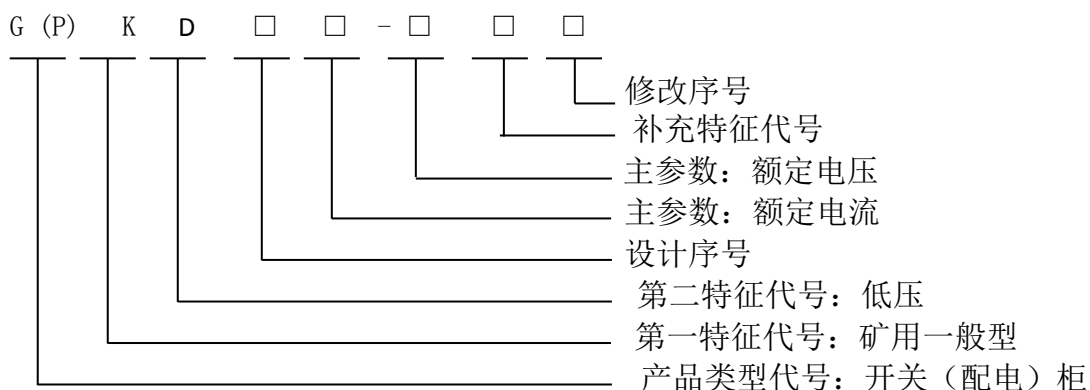 G (P) K D □ □ - □ □ □
修改序号
补充特征代号
主参数：额定电压
主参数：额定电流
设计序号
第二特征代号：低压
第一特征代号：矿用一般型
产品类型代号：开关（配电）柜